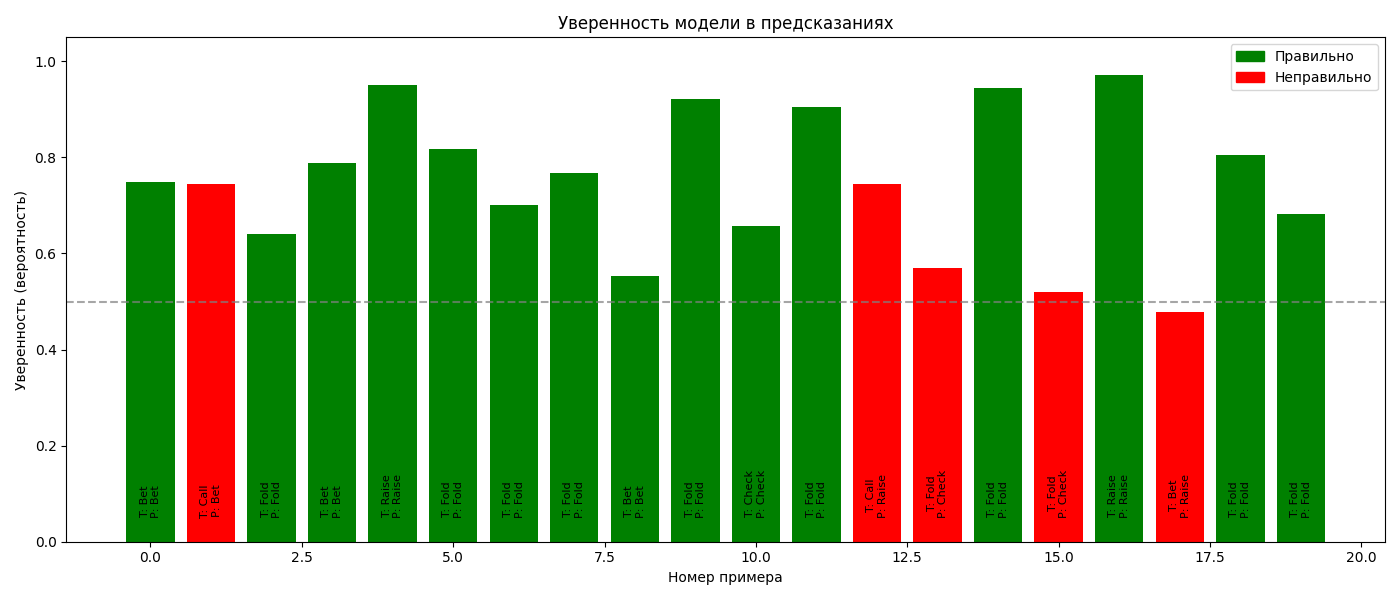 Уверенность модели в предсказаниях
Правильно
Неправильно
Уверенность (вероятность)
1.0
0.8
0.6
0.4
0.2
0.0
T: Bet
P: Bet
T: Call
P: Bet
T: Fold
P: Fold
T: Bet
P: Bet
T: Raise
P: Raise
T: Fold
P: Fold
T: Fold
P: Fold
T: Fold
P: Fold
T: Bet
P: Bet
T: Fold
P: Fold
T: Check
P: Check
T: Fold
P: Fold
T: Call
P: Raise
T: Fold
P: Check
T: Fold
P: Fold
T: Fold
P: Check
T: Raise
P: Raise
T: Bet
P: Raise
T: Fold
P: Fold
T: Fold
P: Fold
0.0 2.5 5.0 7.5 10.0 12.5 15.0 17.5 20.0
Номер примера